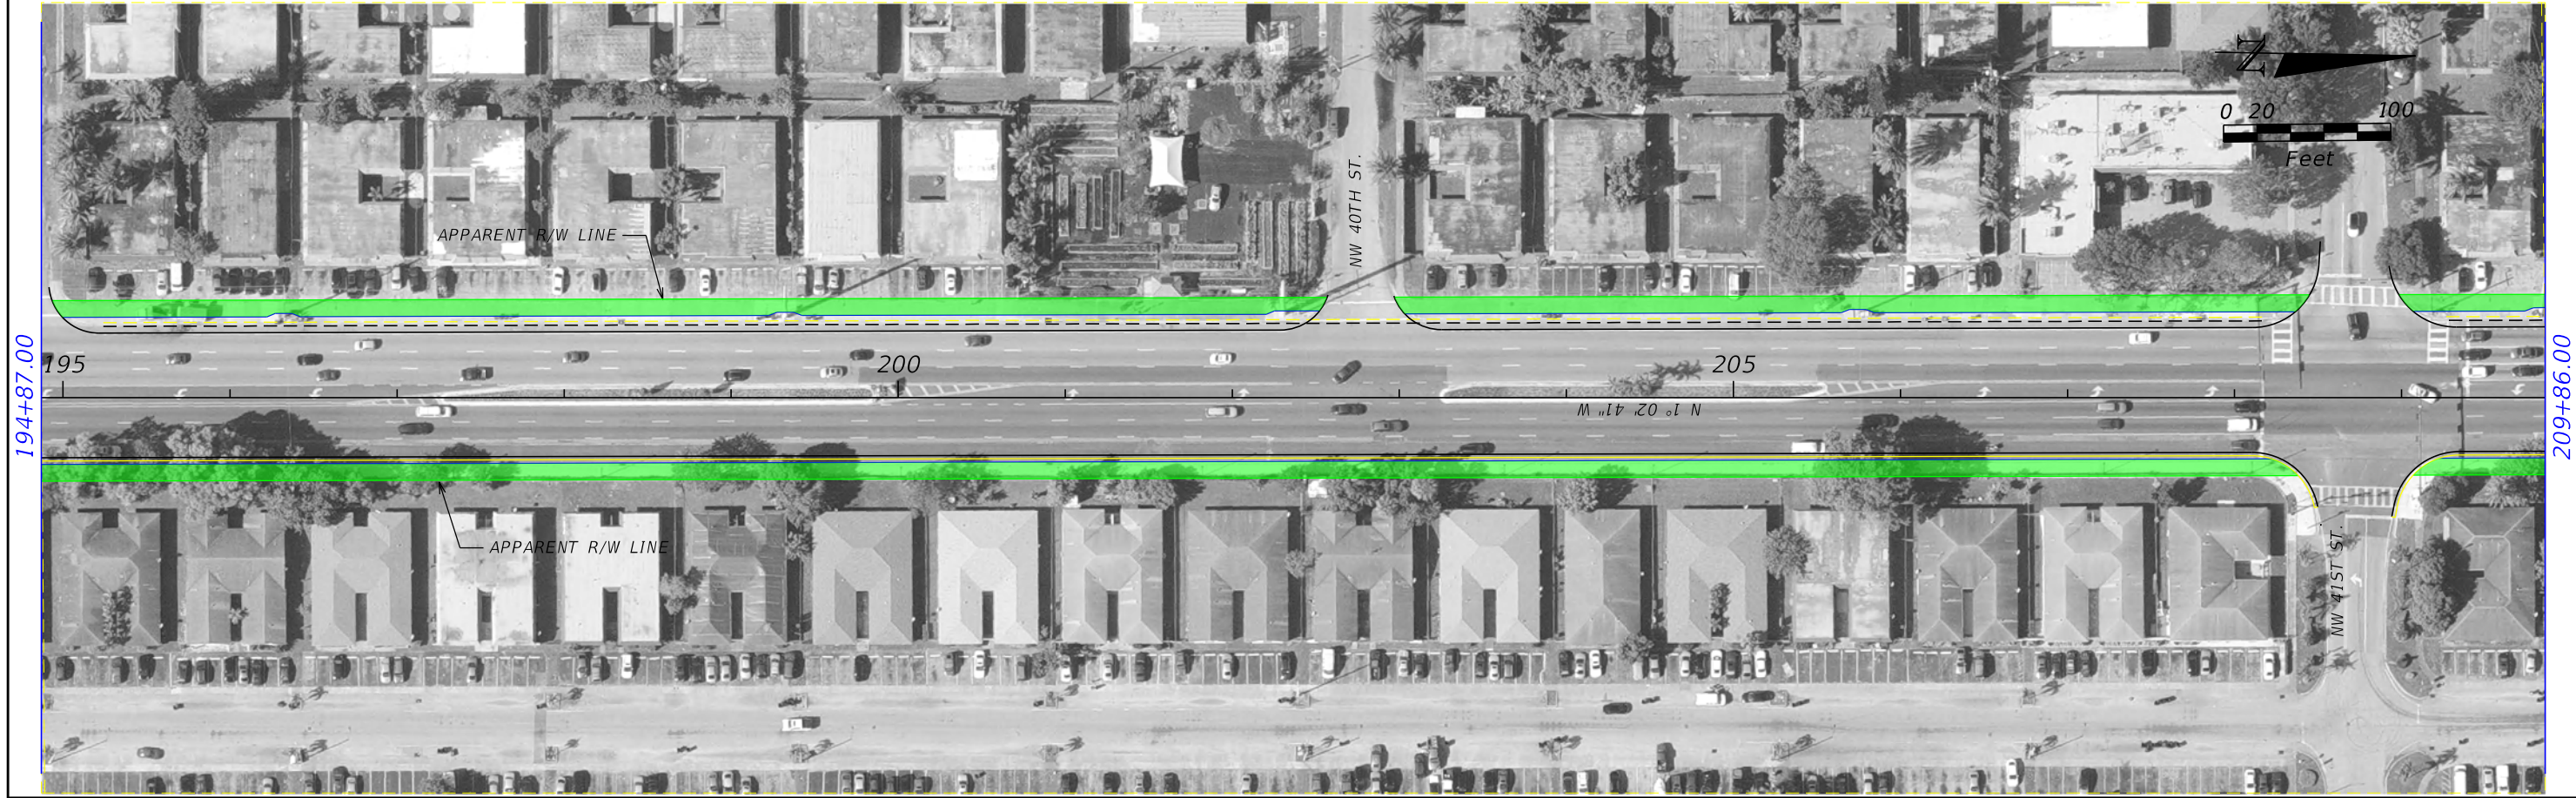 N
0 20 100
Feet
NW 40TH ST.
APPARENT R/W LINE
195
200
205
194+87.00
209+86.00
N 1° 02' 41" W
APPARENT R/W LINE
NW 41ST ST.